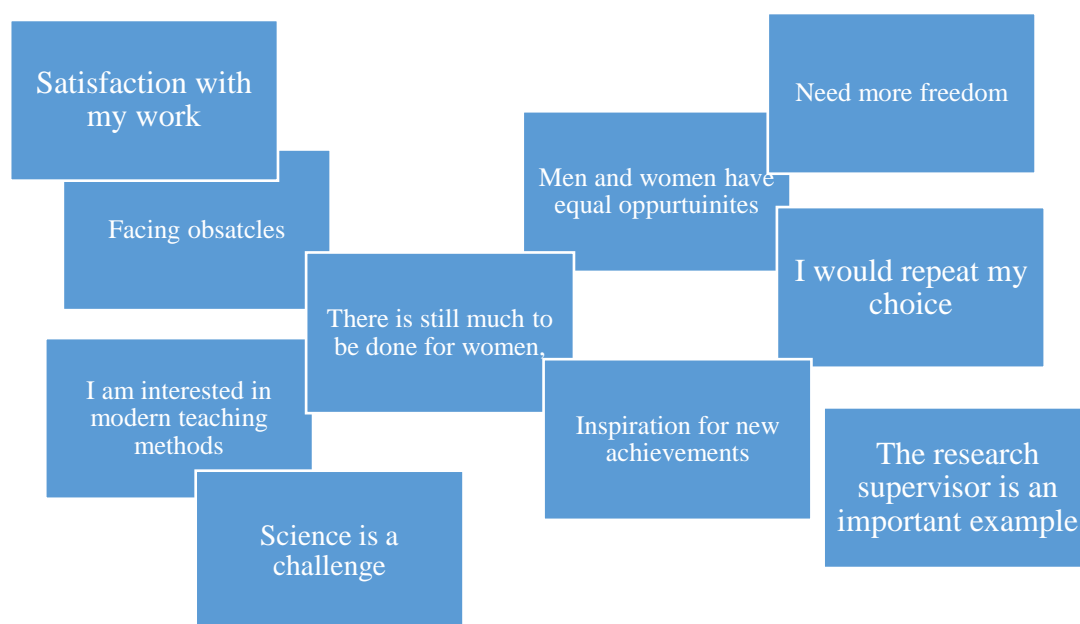 Satisfaction with
my work
Need more freedom
Men and women have
equal oppurtuinites
Facing obsatcles
I would repeat my
choice
There is still much to
be done for women,
I am interested in
modern teaching
methods
Inspiration for new
achievements
The research
supervisor is an
important example
Science is a
challenge